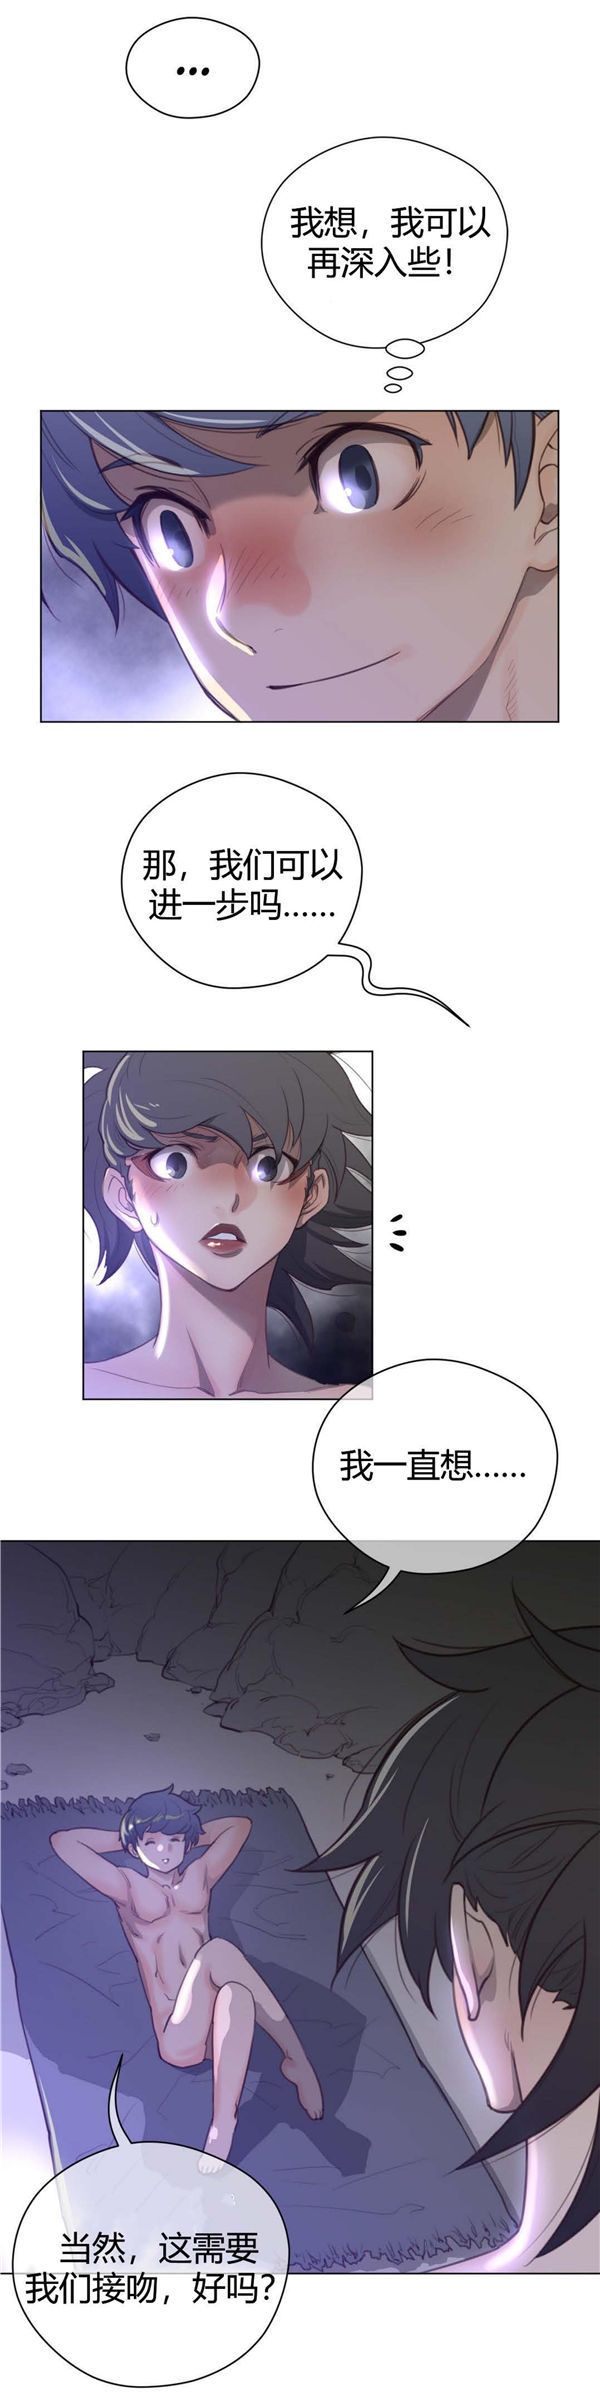 ...
我想，我可以
再深入些！
那，我们可以
进一步吗……
我一直想……
当然，这需要
我们接吻，好吗？